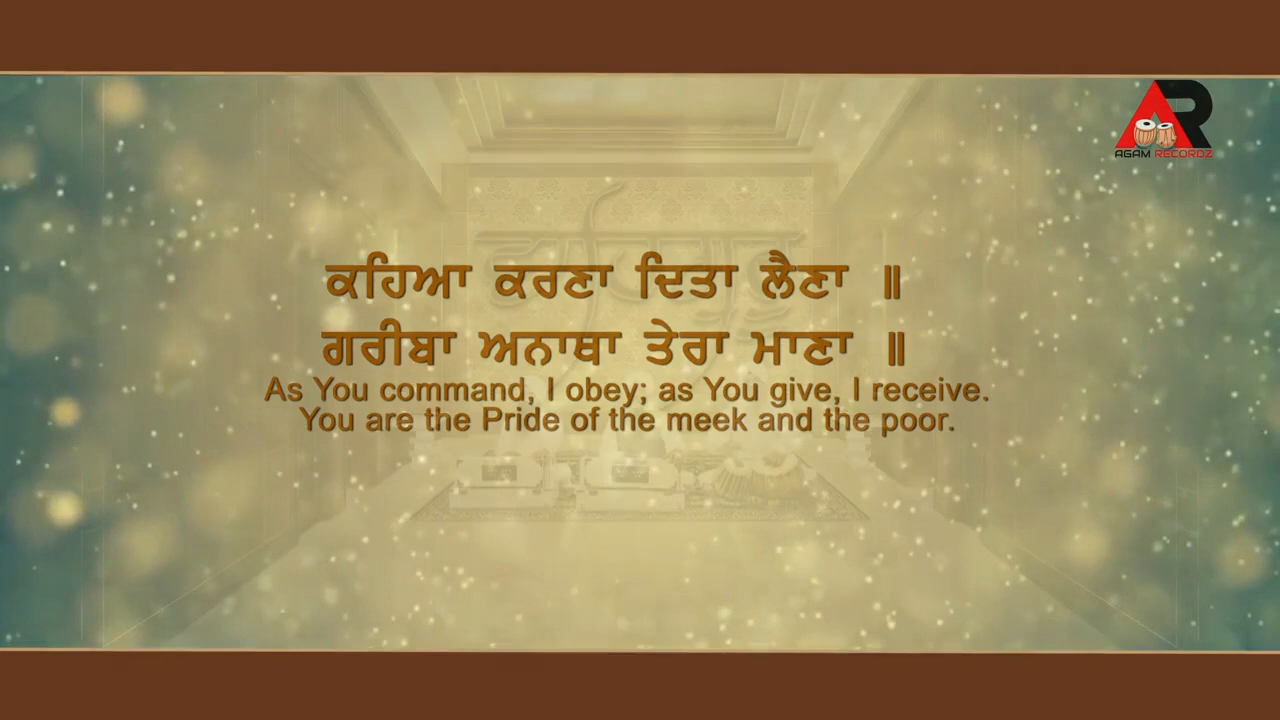 AGAM RECORDZ
ਕਹਿਆ ਕਰਣਾ ਦਿਤਾ ਲੈਣਾ ॥
ਗਰੀਬਾ ਅਨਾਥਾ ਤੇਰਾ ਮਾਣਾ ॥
As You command, I obey; as You give, I receive.
You are the Pride of the meek and the poor.